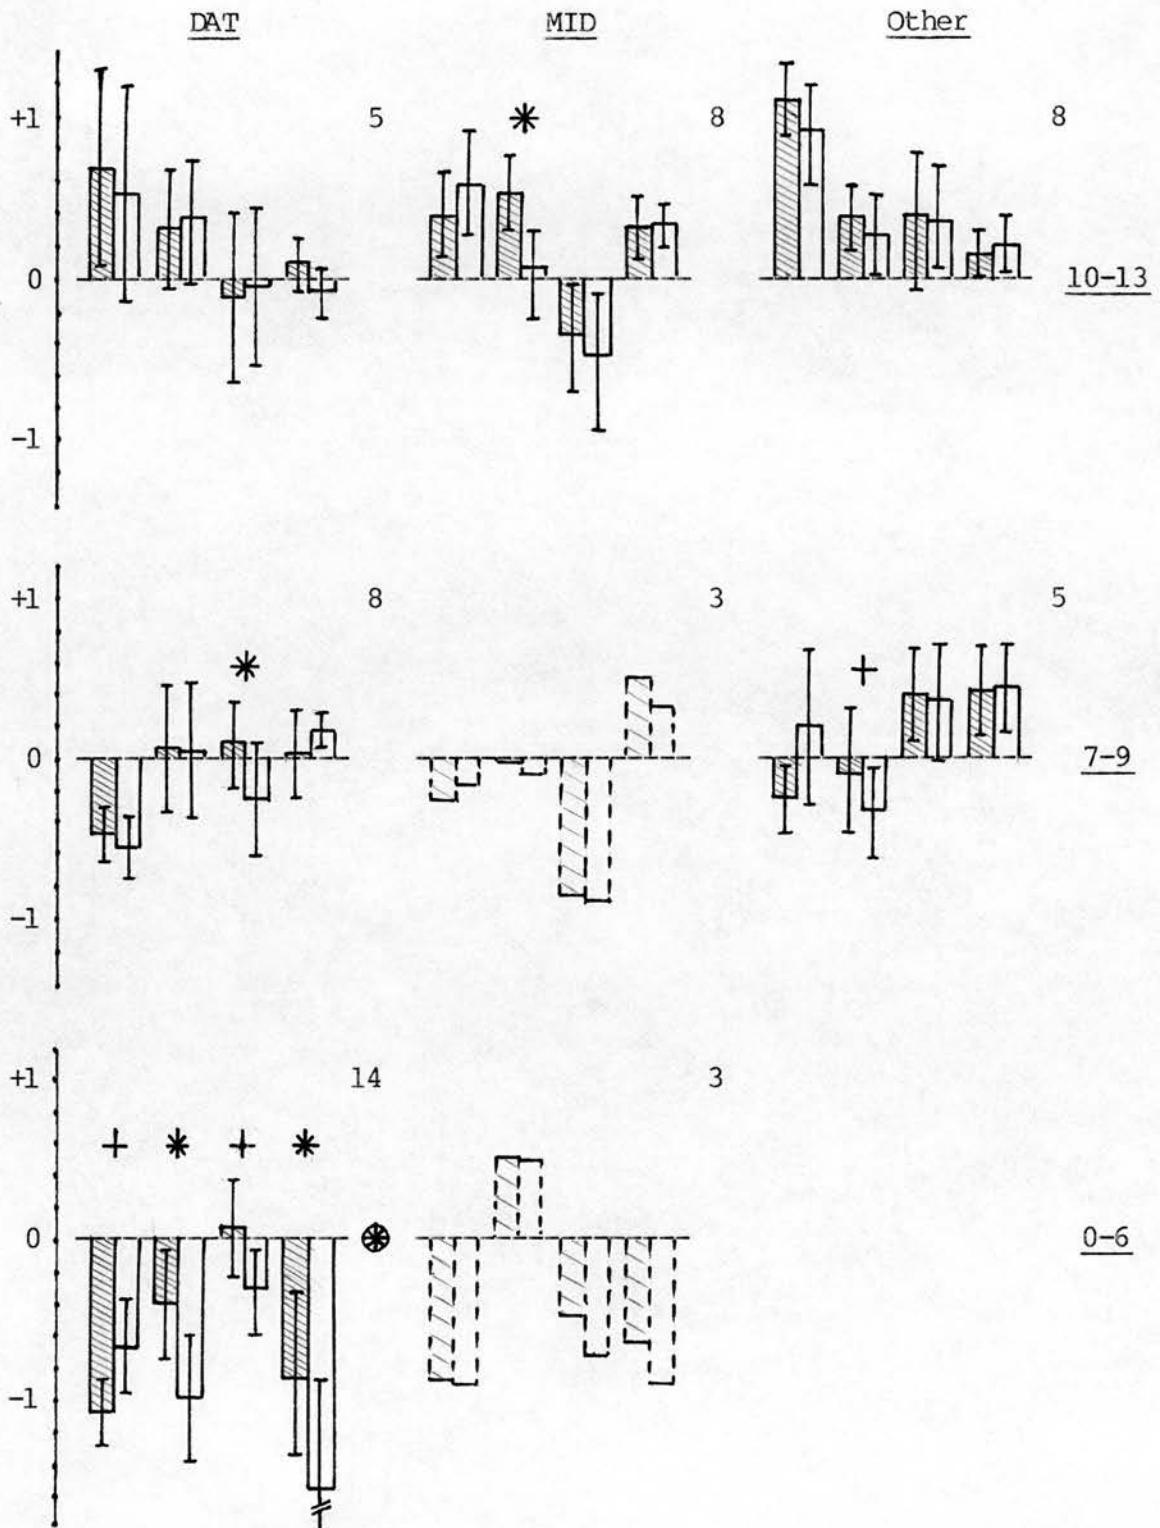 DAT MID Other
+1 5 * 8 8
0 10-13
-1
+1 8 3 5
* +
0 7-9
-1
+1 14 3
+ * + *
0 ⊛ 0-6
-1